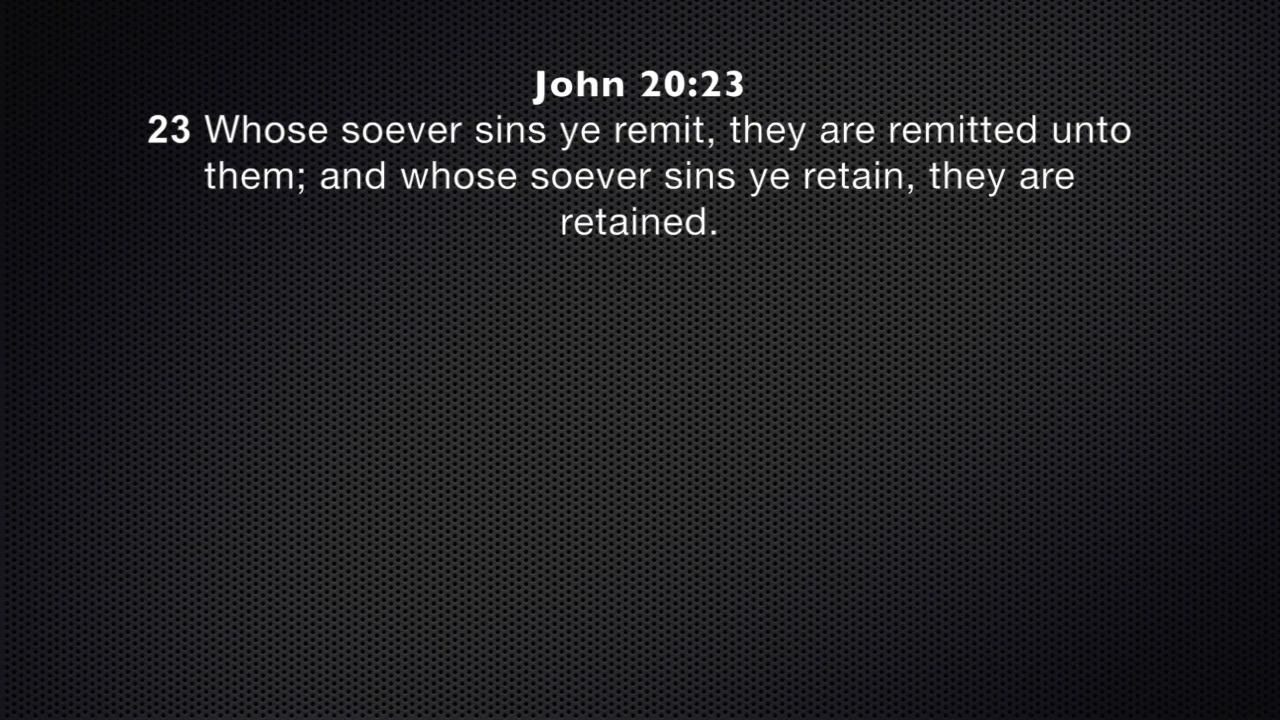 John 20:23
23 Whose soever sins ye remit, they are remitted unto
them; and whose soever sins ye retain, they are
retained.